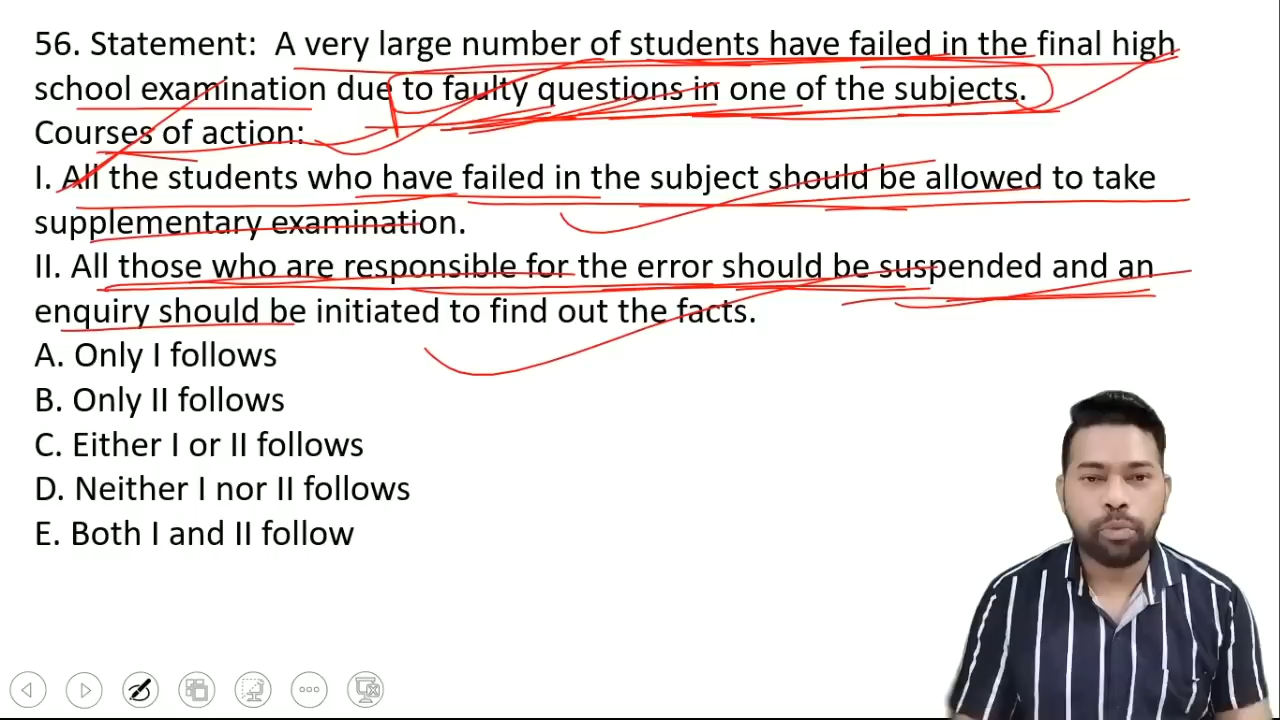 56. Statement:  A very large number of students have failed in the final high
school examination due to faulty questions in one of the subjects.
Courses of action:
I. All the students who have failed in the subject should be allowed to take
supplementary examination.
II. All those who are responsible for the error should be suspended and an
enquiry should be initiated to find out the facts.
A. Only I follows
B. Only II follows
C. Either I or II follows
D. Neither I nor II follows
E. Both I and II follow